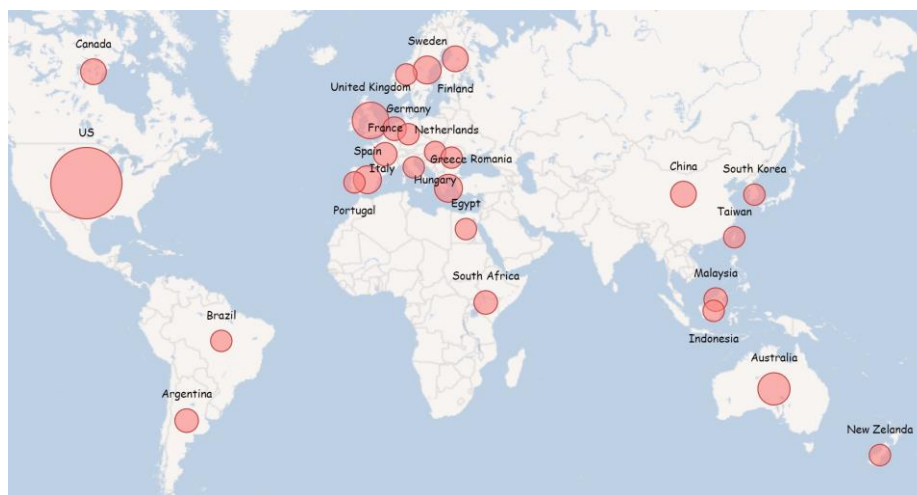 Canada
Sweden
United Kingdom
Finland
Germany
US
France
Netherlands
Spain
Greece Romania
Italy
Hungary
China
South Korea
Egypt
Portugal
Taiwan
South Africa
Malaysia
Brazil
Indonesia
Australia
Argentina
New Zelanda